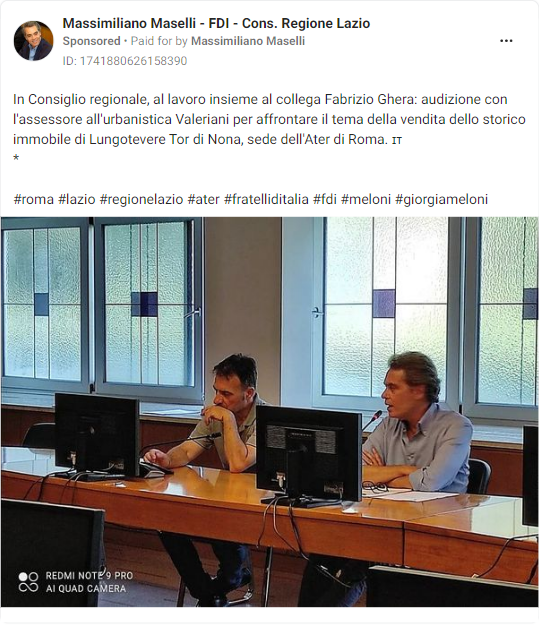 Massimiliano Maselli - FDI - Cons. Regione Lazio
Sponsored • Paid for by Massimiliano Maselli
ID: 1741880626158390
In Consiglio regionale, al lavoro insieme al collega Fabrizio Ghera: audizione con
l'assessore all'urbanistica Valeriani per affrontare il tema della vendita dello storico
immobile di Lungotevere Tor di Nona, sede dell'Ater di Roma. ɪᴛ
*
#roma #lazio #regionelazio #ater #fratelliditalia #fdi #meloni #giorgiameloni
REDMI NOTE 9 PRO
AI QUAD CAMERA